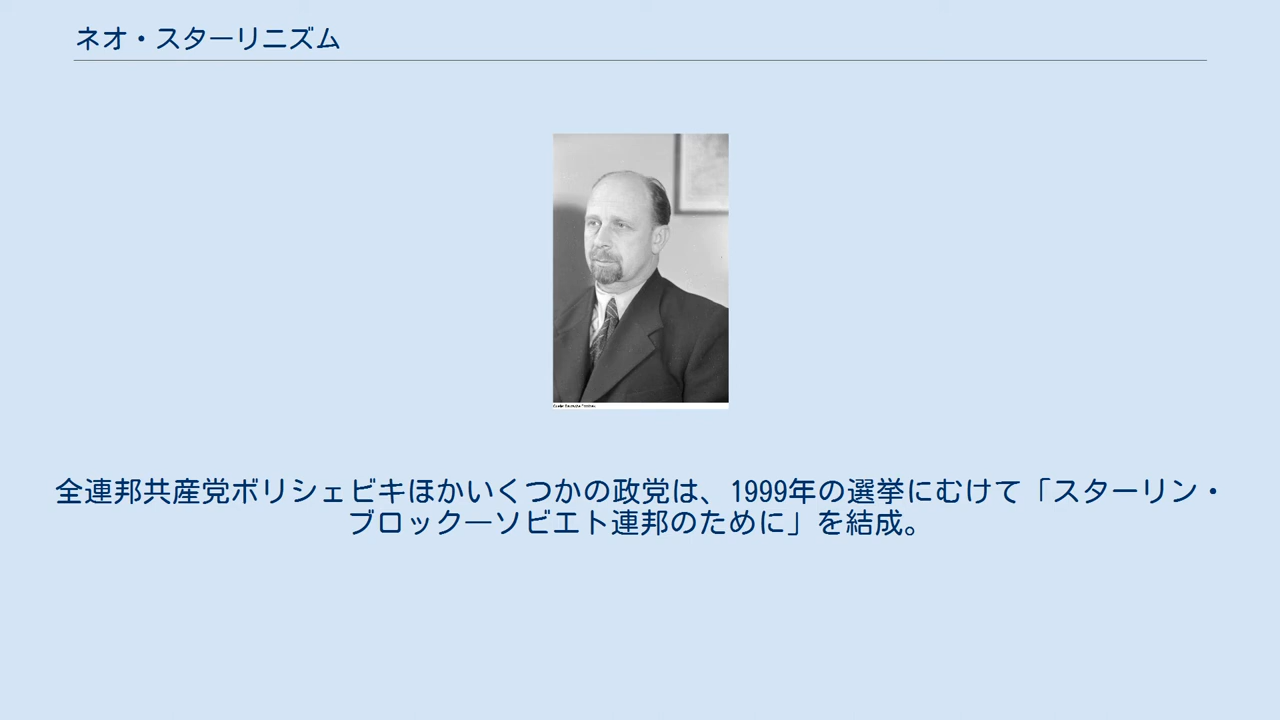 ネオ・スターリニズム
全連邦共産党ボリシェビキほかいくつかの政党は、1999年の選挙にむけて「スターリン・
ブロック―ソビエト連邦のために」を結成。